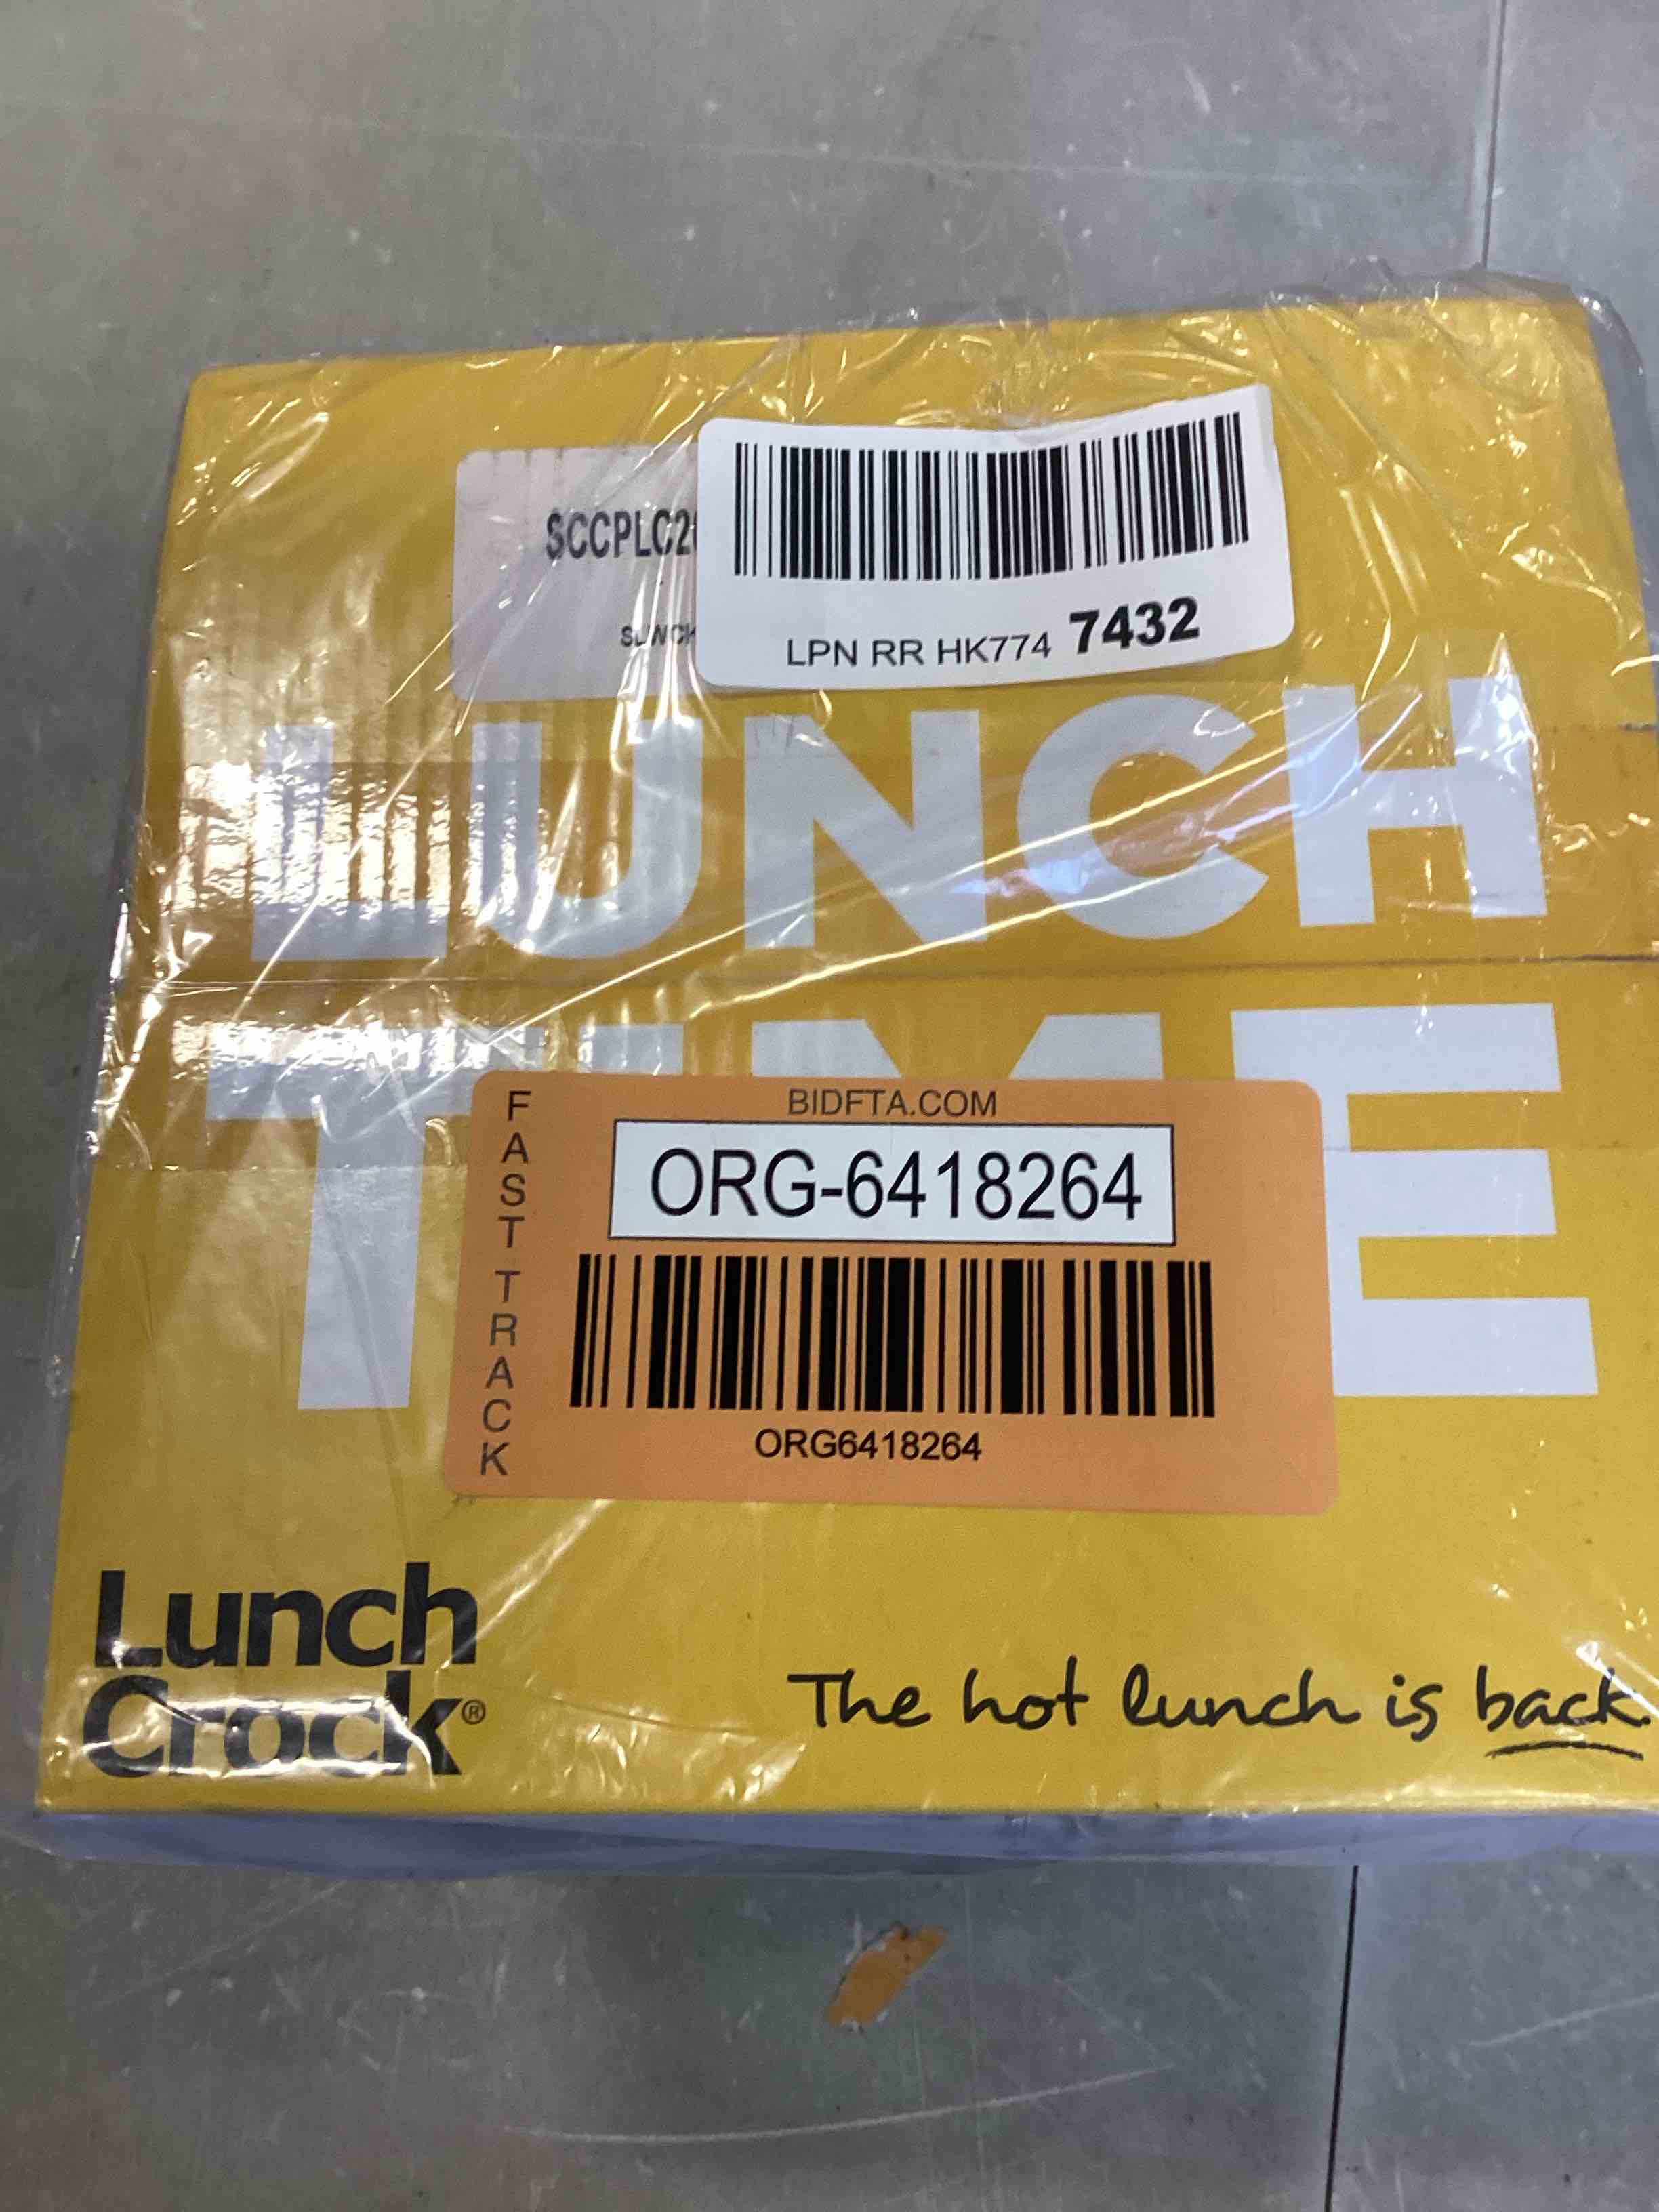 SCCPLC2
LPN RR HK774 7432
LUNCH
TIME
FAST TRACK
BIDFTA.COM
ORG-6418264
ORG6418264
Lunch
Crock®
The hot lunch is back.